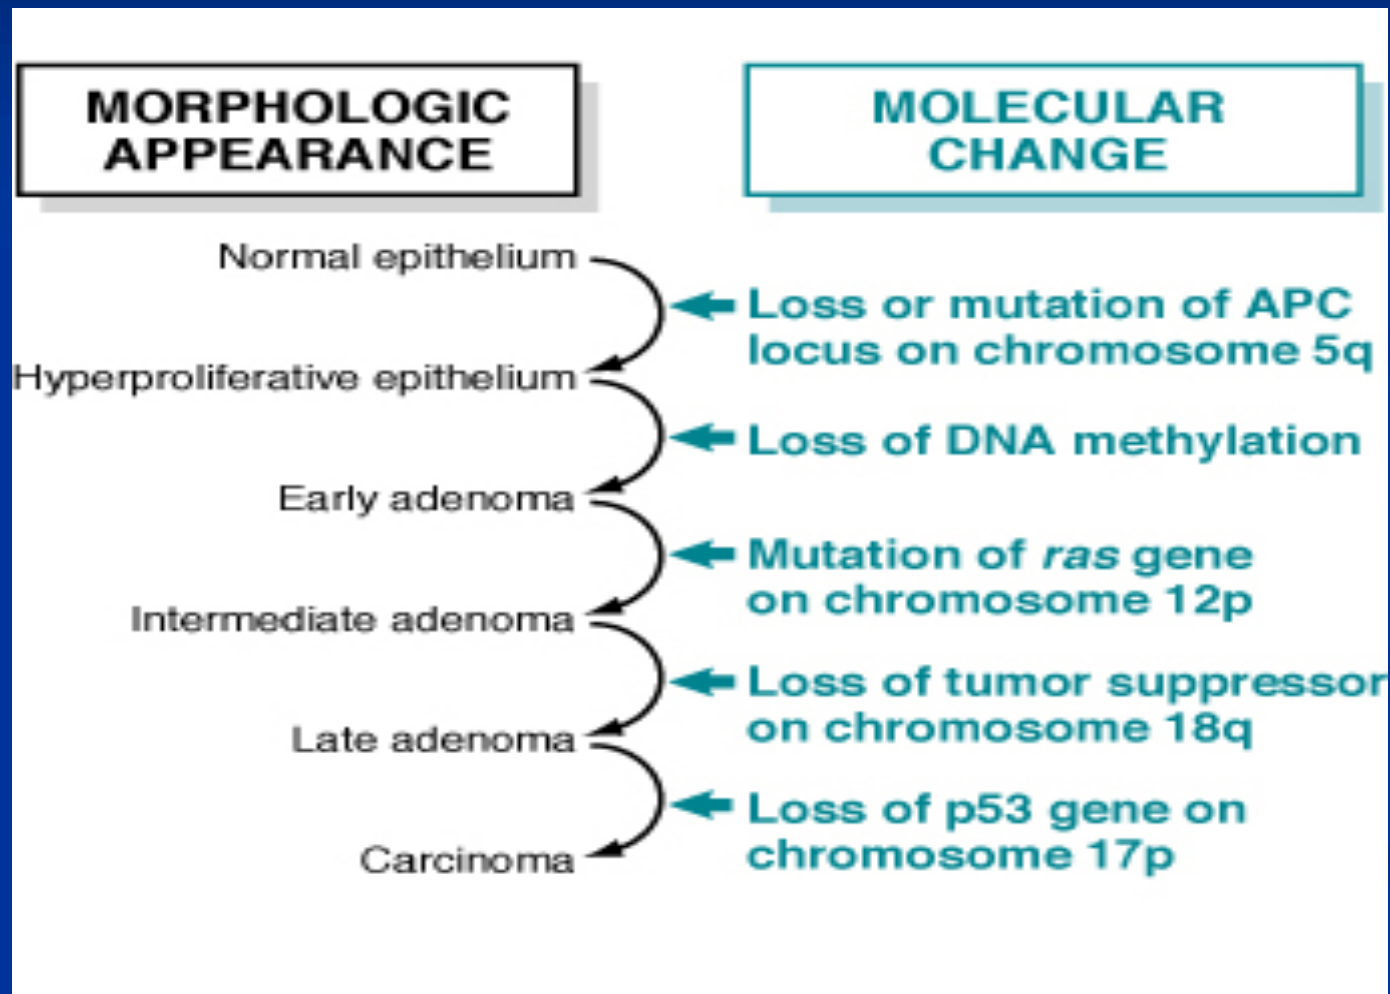 MORPHOLOGIC
APPEARANCE
MOLECULAR
CHANGE
Normal epithelium
Loss or mutation of APC
locus on chromosome 5q
Hyperproliferative epithelium
Loss of DNA methylation
Early adenoma
Mutation of ras gene
on chromosome 12p
Intermediate adenoma
Loss of tumor suppressor
on chromosome 18q
Late adenoma
Loss of p53 gene on
chromosome 17p
Carcinoma